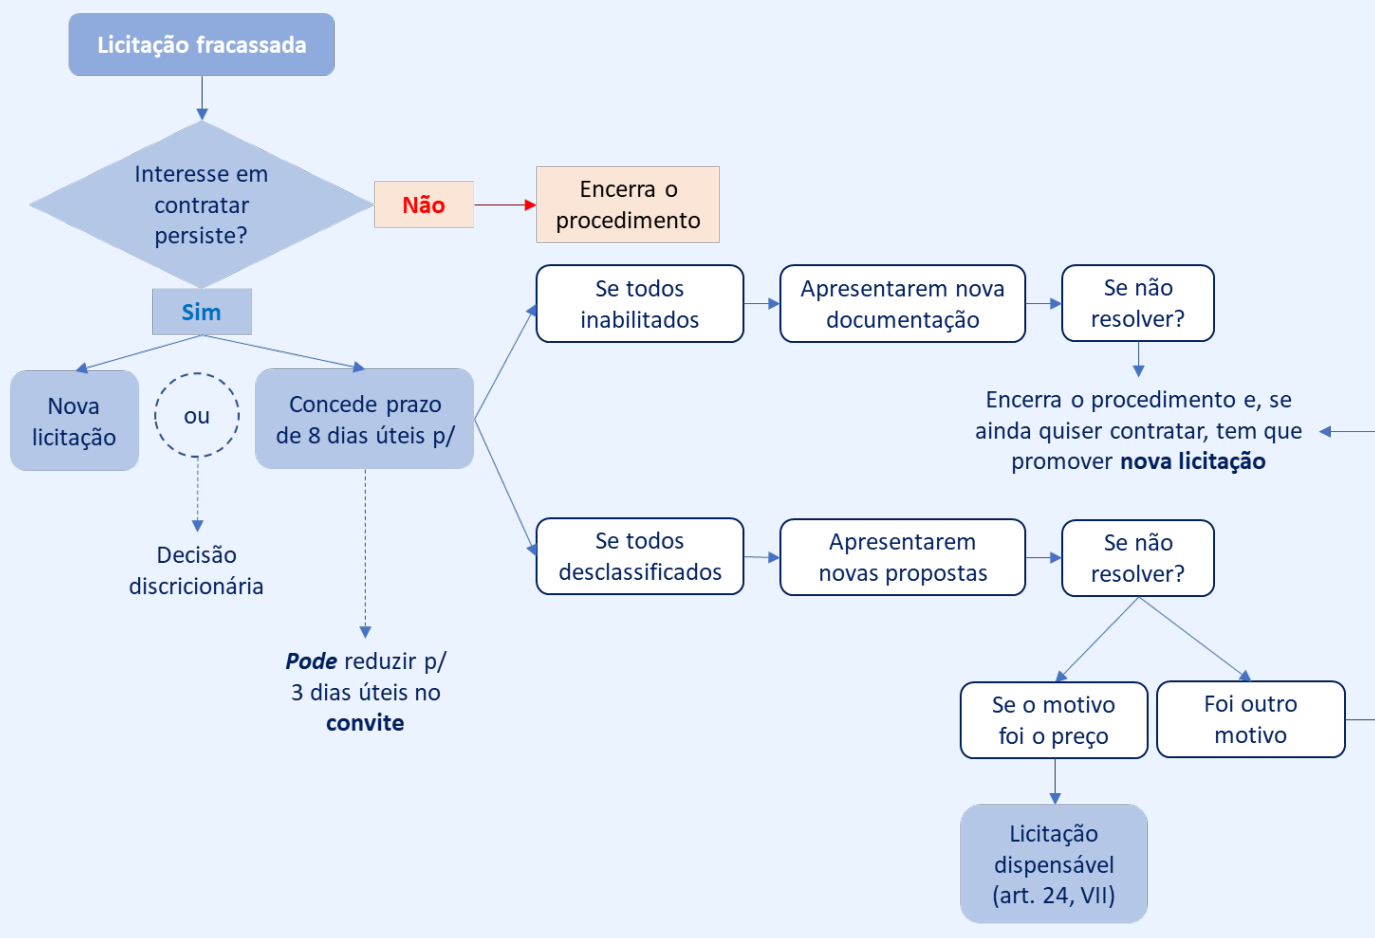 Licitação fracassada
Interesse em
contratar
persiste?
Não
Encerra o
procedimento
Sim
Nova
licitação
ou
Concede prazo
de 8 dias úteis p/
Decisão
discricionária
Pode reduzir p/
3 dias úteis no
convite
Se todos
inabilitados
Apresentarem nova
documentação
Se não
resolver?
Encerra o procedimento e, se
ainda quiser contratar, tem que
promover nova licitação
Se todos
desclassificados
Apresentarem
novas propostas
Se não
resolver?
Se o motivo
foi o preço
Foi outro
motivo
Licitação
dispensável
(art. 24, VII)